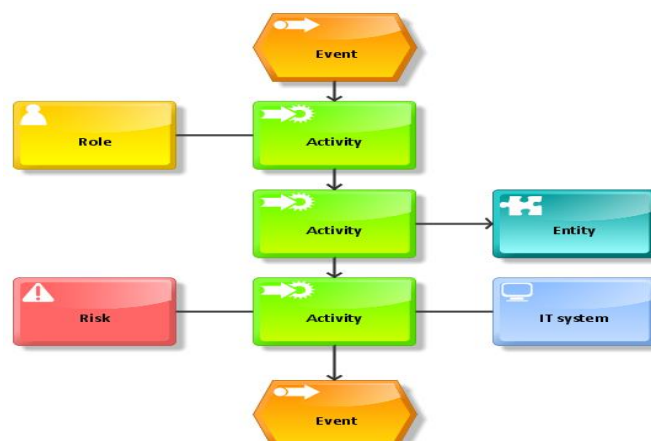 Event
Role
Activity
Activity
Entity
Risk
Activity
IT system
Event